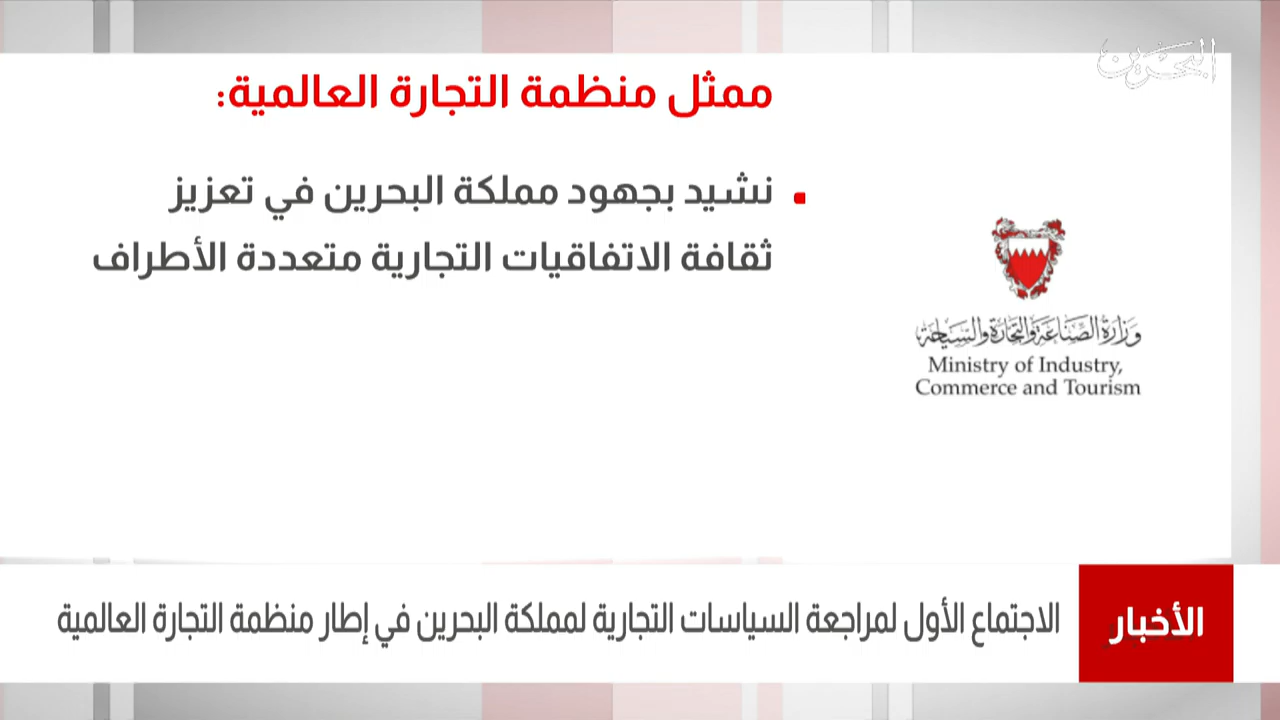 البحرين
ممثل منظمة التجارة العالمية:
نشيد بجهود مملكة البحرين في تعزيز
ثقافة الاتفاقيات التجارية متعددة الأطراف
وزارة الصناعة والتجارة والسياحة
Ministry of Industry,
Commerce and Tourism
الأخبار
الاجتماع الأول لمراجعة السياسات التجارية لمملكة البحرين في إطار منظمة التجارة العالمية